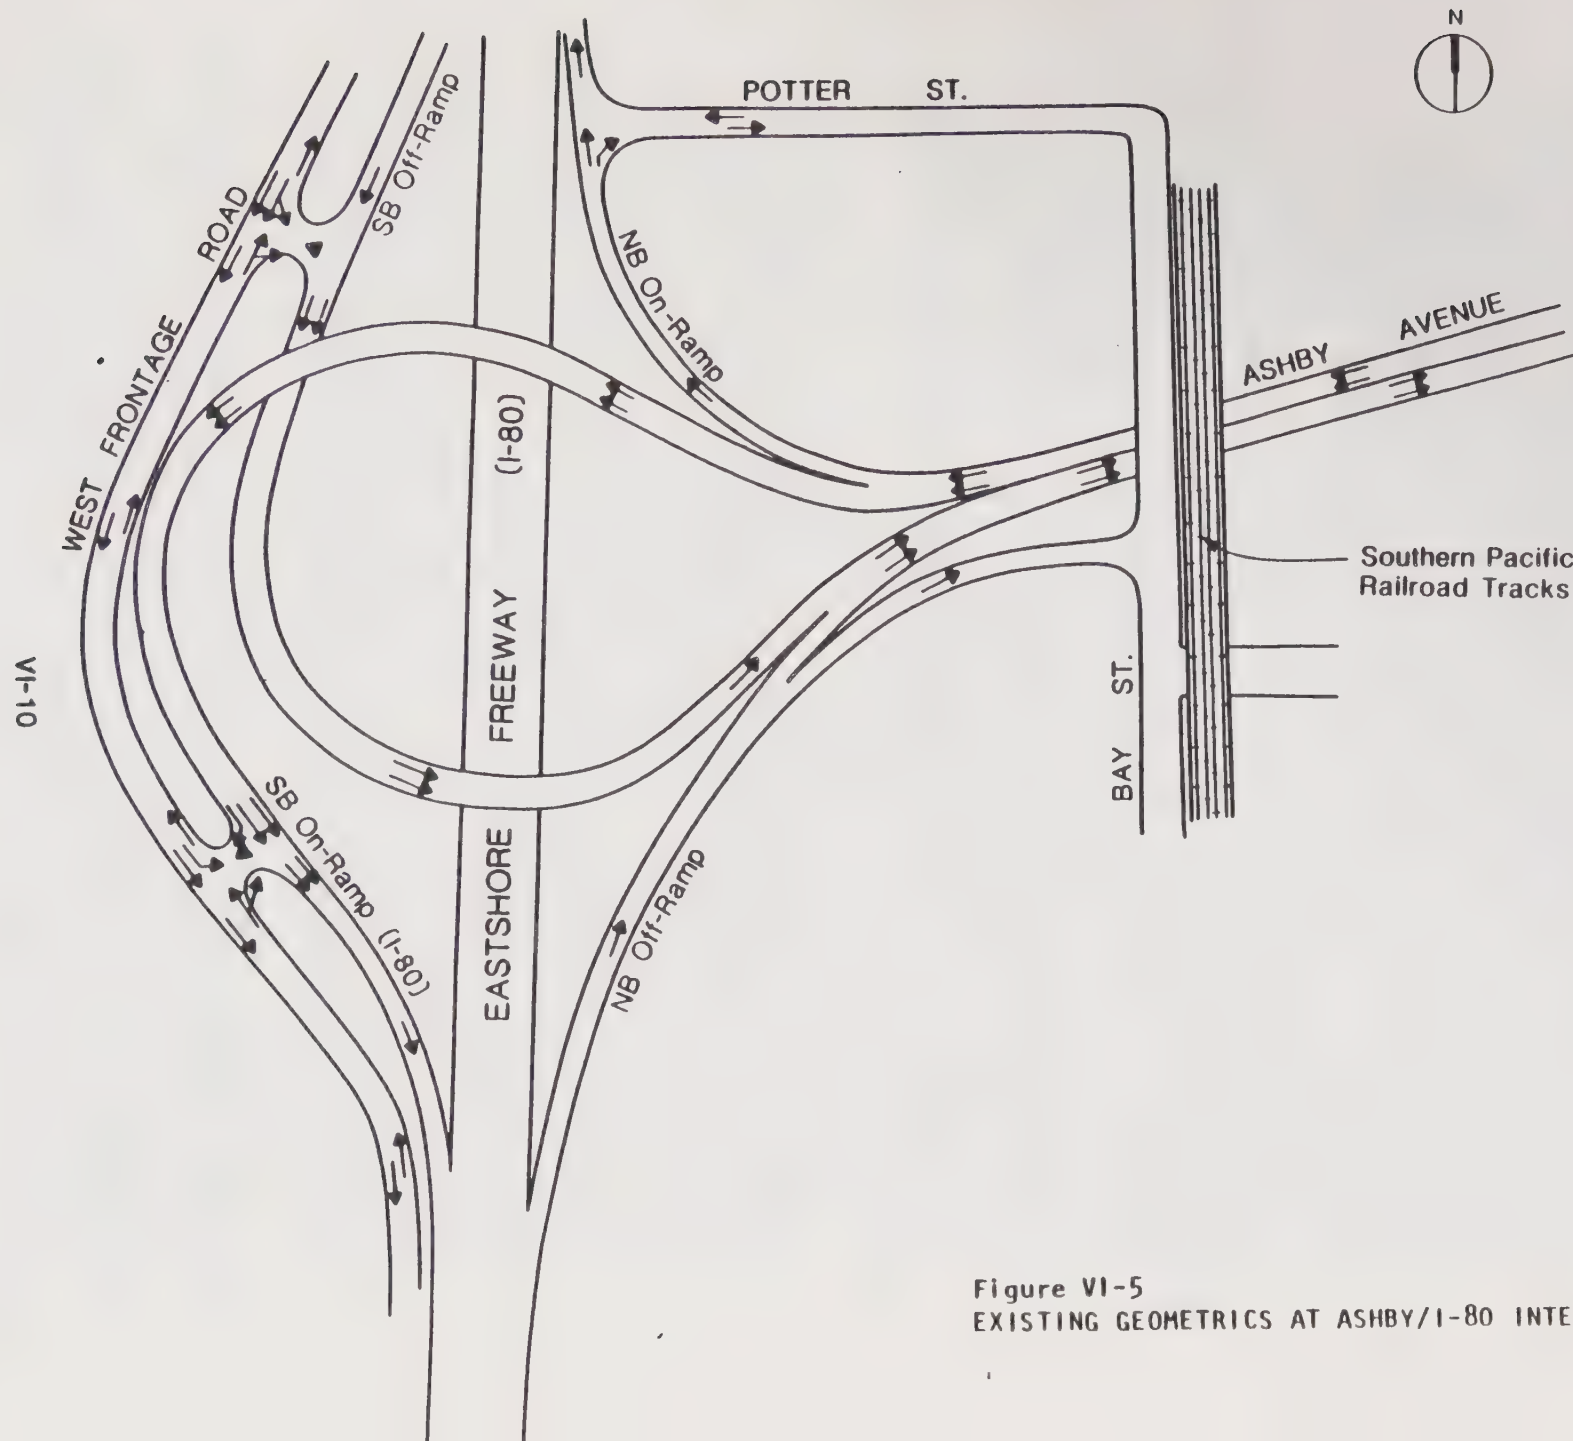 N
POTTER ST.
SB Off-Ramp
WEST FRONTAGE ROAD
NB On-Ramp
ASHBY AVENUE
EASTSHORE FREEWAY (I-80)
Southern Pacific
Railroad Tracks
BAY ST.
VI-10
SB On-Ramp (I-80)
NB Off-Ramp
Figure VI-5
EXISTING GEOMETRICS AT ASHBY/I-80 INTE